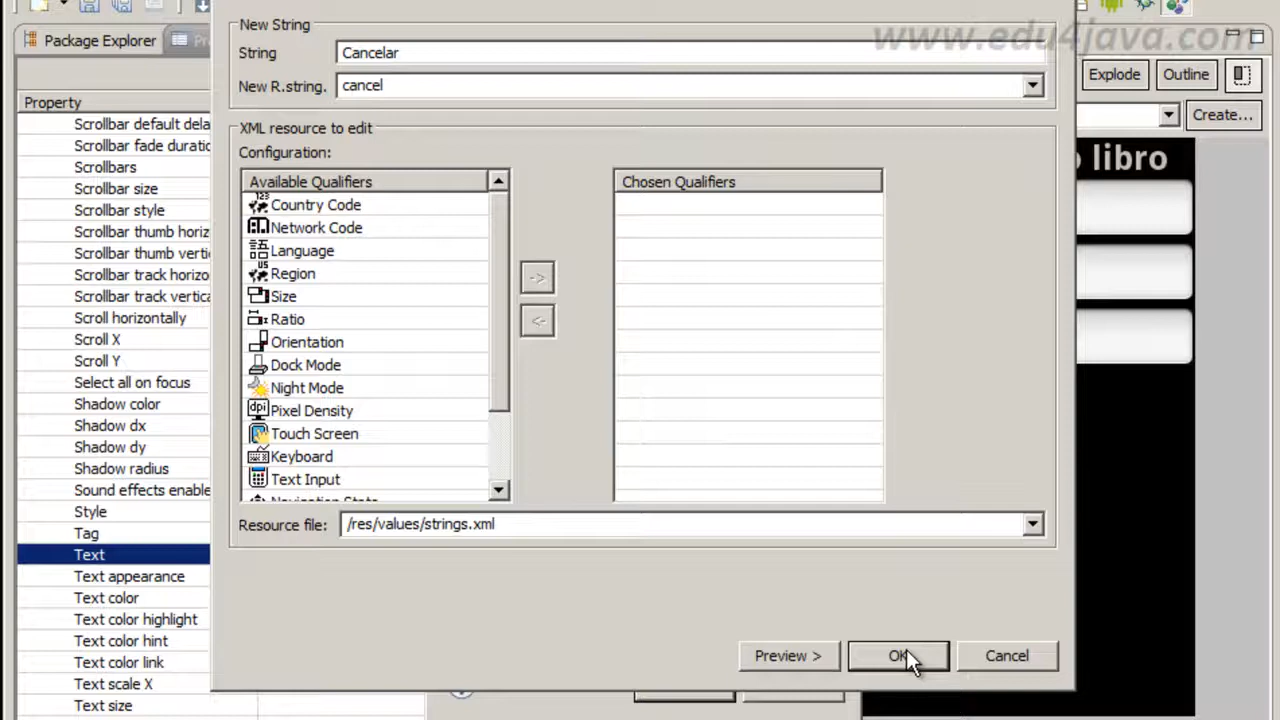 www.edu4java.com
New String
String
Cancelar
New R.string.
cancel
XML resource to edit
Configuration:
Available Qualifiers
Country Code
Network Code
Language
Region
Size
Ratio
Orientation
Dock Mode
Night Mode
Pixel Density
Touch Screen
Keyboard
Text Input
Chosen Qualifiers
->
<-
Resource file:
/res/values/strings.xml
Preview >
OK
Cancel
Package Explorer
Property
Scrollbar default dela
Scrollbar fade duratio
Scrollbars
Scrollbar size
Scrollbar style
Scrollbar thumb horiz
Scrollbar thumb verti
Scrollbar track horizo
Scrollbar track vertica
Scroll horizontally
Scroll X
Scroll Y
Select all on focus
Shadow color
Shadow dx
Shadow dy
Shadow radius
Sound effects enable
Style
Tag
Text
Text appearance
Text color
Text color highlight
Text color hint
Text color link
Text scale X
Text size
Explode
Outline
Create...
o libro